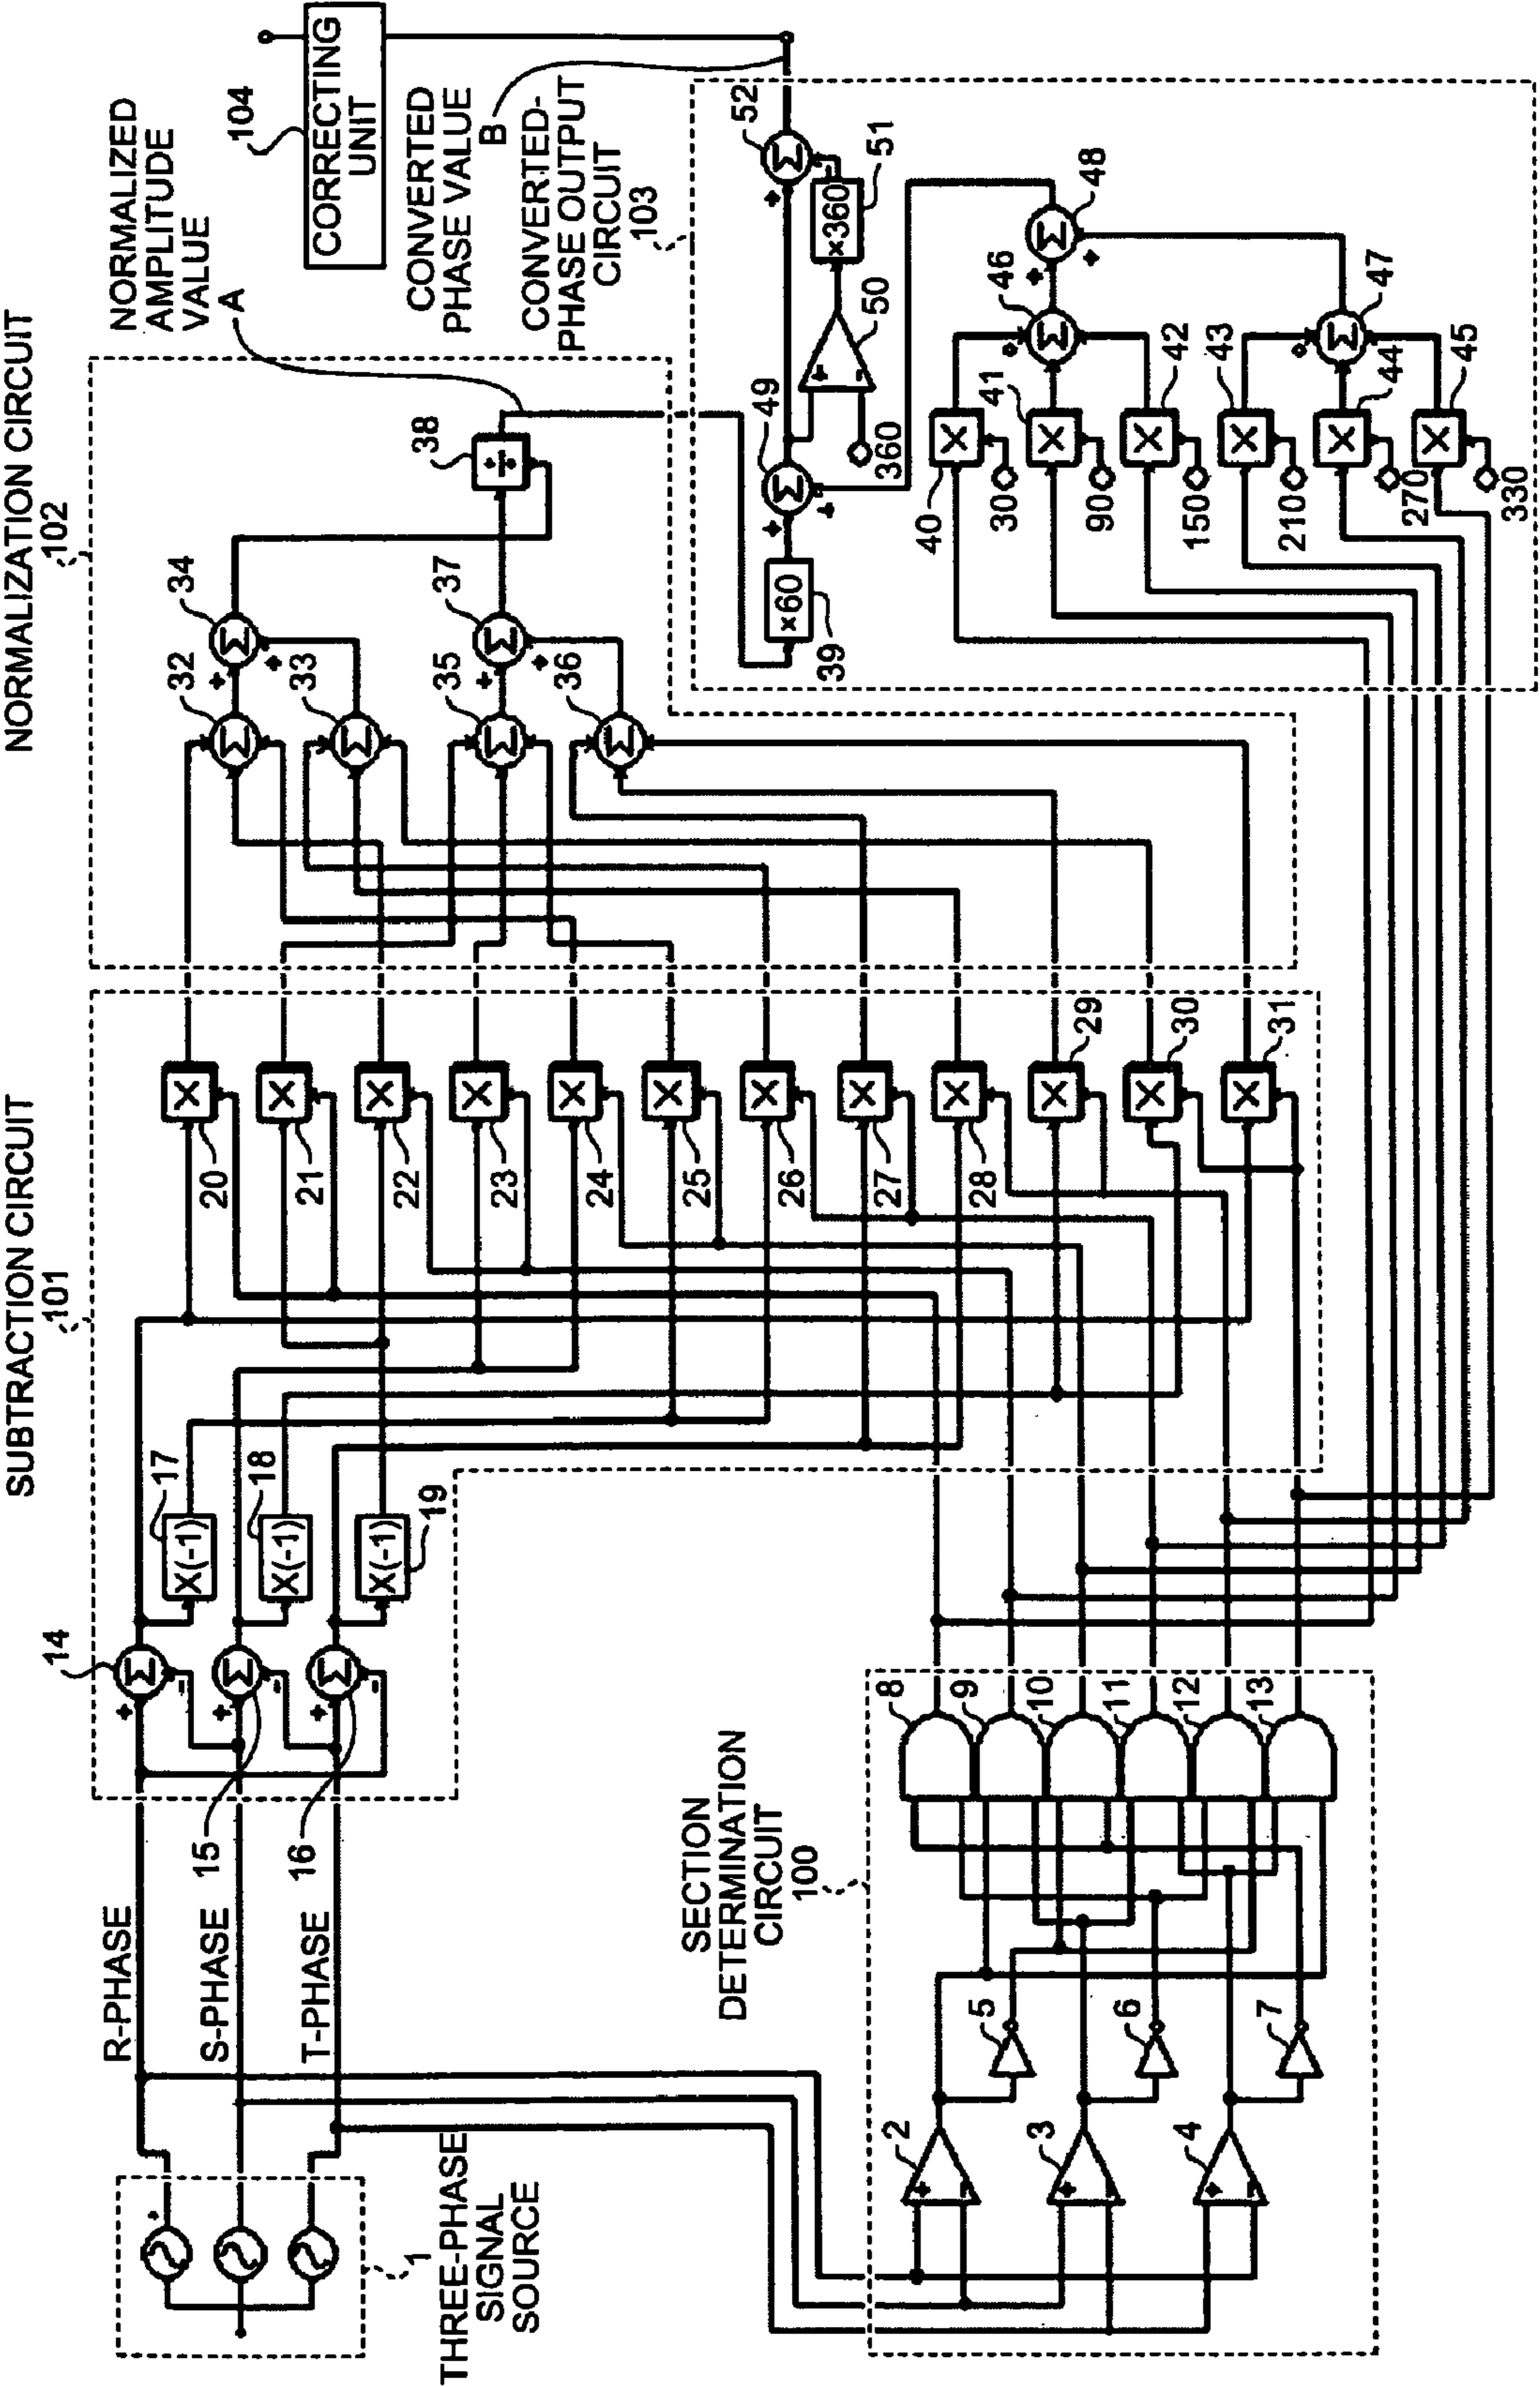 SUBTRACTION CIRCUIT
101
NORMALIZATION CIRCUIT
102
NORMALIZED
AMPLITUDE
VALUE
A
104
CORRECTING
UNIT
CONVERTED
PHASE VALUE
B
CONVERTED-
PHASE OUTPUT
CIRCUIT
103
R-PHASE
S-PHASE
T-PHASE
THREE-PHASE
SIGNAL
SOURCE
1
SECTION
DETERMINATION
CIRCUIT
100
2
3
4
5
6
7
8
9
10
11
12
13
14
15
16
+
-
+
-
+
-
Σ
Σ
Σ
X(-1)
17
X(-1)
18
X(-1)
19
X
20
X
21
X
22
X
23
X
24
X
25
X
26
X
27
X
28
X
29
X
30
X
31
Σ
32
Σ
33
Σ
34
Σ
35
Σ
36
Σ
37
÷
38
×60
39
X
40
30
X
41
90
X
42
150
X
43
210
X
44
270
X
45
330
Σ
46
Σ
47
Σ
48
Σ
49
360
50
×360
51
Σ
52